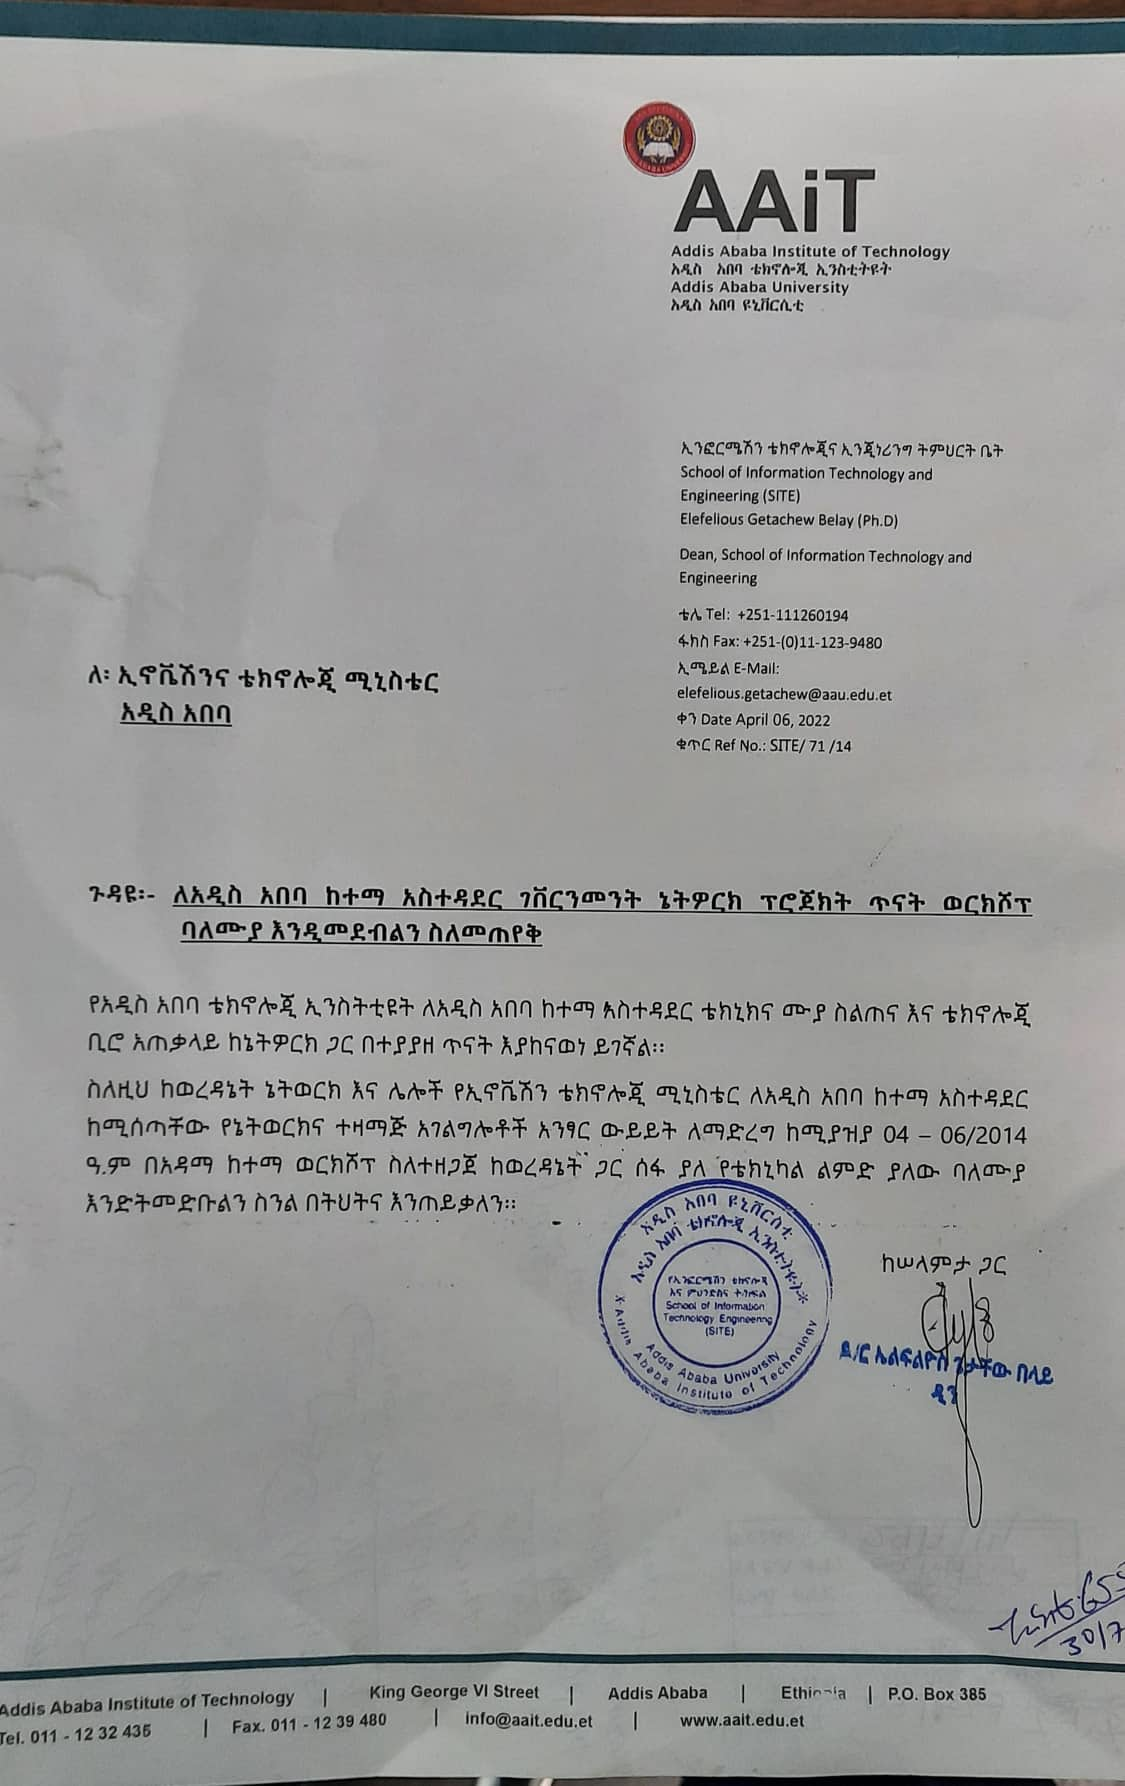 AAiT
Addis Ababa Institute of Technology
አዲስ አበባ ቴክኖሎጂ ኢንስቲትዩት
Addis Ababa University
አዲስ አበባ ዩኒቨርሲቲ
ኢንፎርሜሽን ቴክኖሎጂና ኢንጂነሪንግ ትምህርት ቤት
School of Information Technology and
Engineering (SITE)
Elefelious Getachew Belay (Ph.D)
Dean, School of Information Technology and
Engineering
ቴሌ Tel: +251-111260194
ፋክስ Fax: +251-(0)11-123-9480
ኢሜይል E-Mail:
elefelious.getachew@aau.edu.et
ቀን Date April 06, 2022
ቁጥር Ref No.: SITE/ 71 /14
ለ፡ ኢኖቬሽንና ቴክኖሎጂ ሚኒስቴር
አዲስ አበባ
ጉዳዩ፡- ለአዲስ አበባ ከተማ አስተዳደር ገቨርንመንት ኔትዎርክ ፕሮጀክት ጥናት ወርክሾፕ
ባለሙያ እንዲመደብልን ስለመጠየቅ
የአዲስ አበባ ቴክኖሎጂ ኢንስትቲዩት ለአዲስ አበባ ከተማ አስተዳደር ቴክኒክና ሙያ ስልጠና እና ቴክኖሎጂ
ቢሮ አጠቃላይ ከኔትዎርክ ጋር በተያያዘ ጥናት እያከናወነ ይገኛል፡፡
ስለዚህ ከወረዳኔት ኔትወርክ እና ሌሎች የኢኖቬሽን ቴክኖሎጂ ሚኒስቴር ለአዲስ አበባ ከተማ አስተዳደር
ከሚሰጣቸው የኔትወርክና ተዛማጅ አገልግሎቶች አንፃር ውይይት ለማድረግ ከሚያዝያ 04 – 06/2014
ዓ.ም በአዳማ ከተማ ወርክሾፕ ስለተዘጋጀ ከወረዳኔት ጋር ሰፋ ያለ የቴክኒካል ልምድ ያለው ባለሙያ
እንድትመድቡልን ስንል በትህትና እንጠይቃለን፡፡
ከሠላምታ ጋር
ዶ/ር ኤልፍልዮስ ጌታቸው በላይ
ዲን
አዲስ አበባ ዩኒቨርስቲ
አዲስ አበባ ቴክኖሎጂ ኢንስቲትዩት
የኢንፎርሜሽን ቴክኖሎጂ
እና ምህንድስና ት/ክፍል
School of Information
Technology Engineering
(SITE)
Addis Ababa University
Addis Ababa Institute of Technology
30/7
Addis Ababa Institute of Technology | King George VI Street | Addis Ababa | Ethiopia | P.O. Box 385
Tel. 011 - 12 32 435 | Fax. 011 - 12 39 480 | info@aait.edu.et | www.aait.edu.et